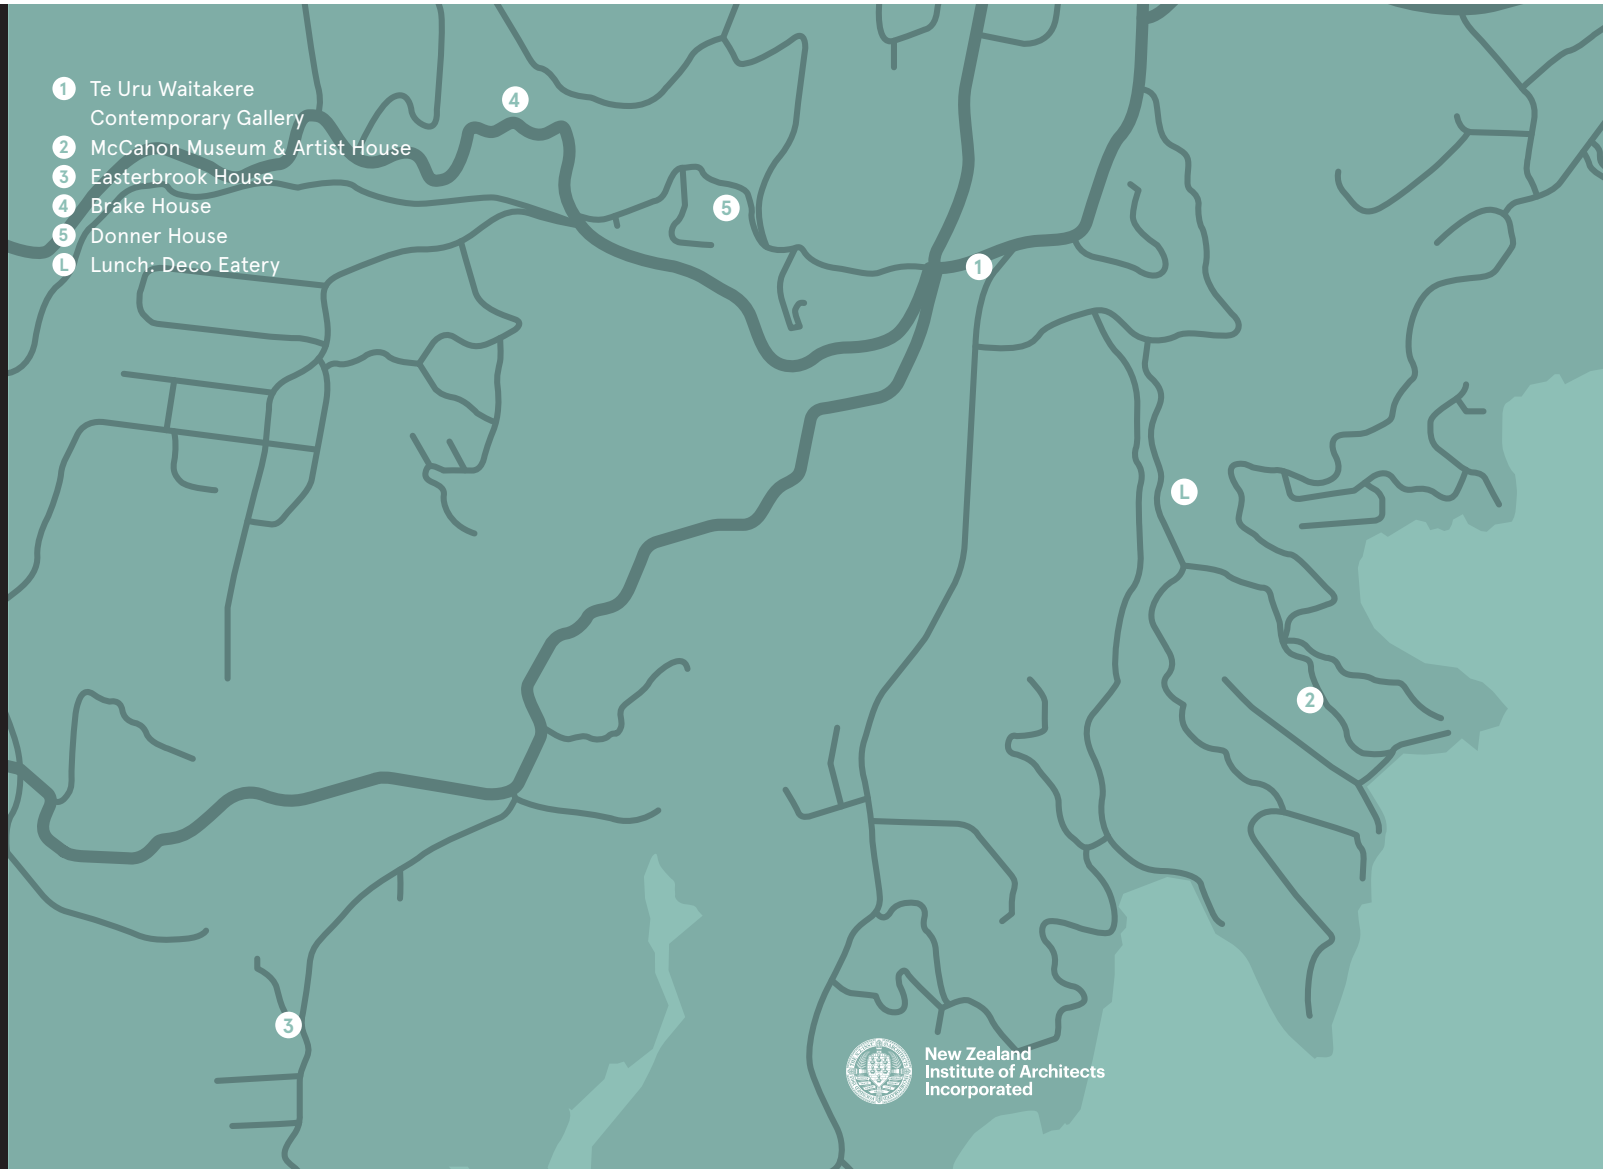 1 Te Uru Waitakere
Contemporary Gallery
2 McCahon Museum & Artist House
3 Easterbrook House
4 Brake House
5 Donner House
L Lunch: Deco Eatery
4
5
1
L
2
3
New Zealand
Institute of Architects
Incorporated